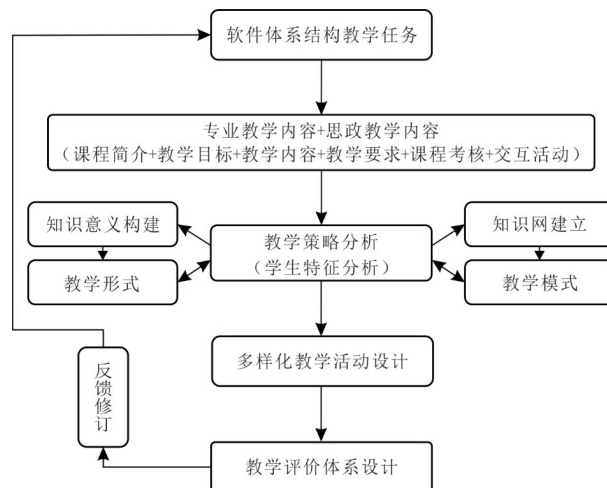 软件体系结构教学任务
专业教学内容+思政教学内容
（课程简介+教学目标+教学内容+教学要求+课程考核+交互活动）
知识意义构建
教学策略分析
（学生特征分析）
知识网建立
教学形式
教学模式
多样化教学活动设计
反馈修订
教学评价体系设计